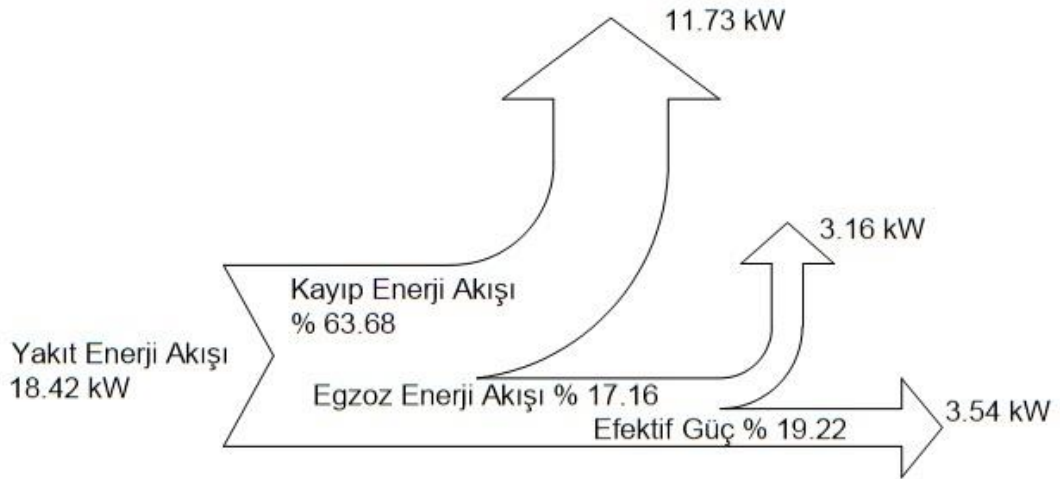 11.73 kW
3.16 kW
Kayıp Enerji Akışı
% 63.68
Yakıt Enerji Akışı
18.42 kW
Egzoz Enerji Akışı % 17.16
Efektif Güç % 19.22
3.54 kW